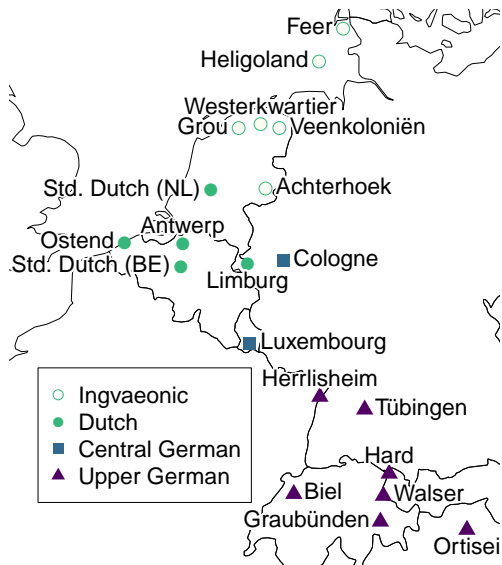 Feer
Heligoland
Westerkwartier
Grou
Veenkoloniën
Std. Dutch (NL)
Achterhoek
Antwerp
Ostend
Std. Dutch (BE)
Cologne
Limburg
Luxembourg
Herrlisheim
Tübingen
Ingvaeonic
Dutch
Central German
Upper German
Hard
Biel
Walser
Graubünden
Ortisei